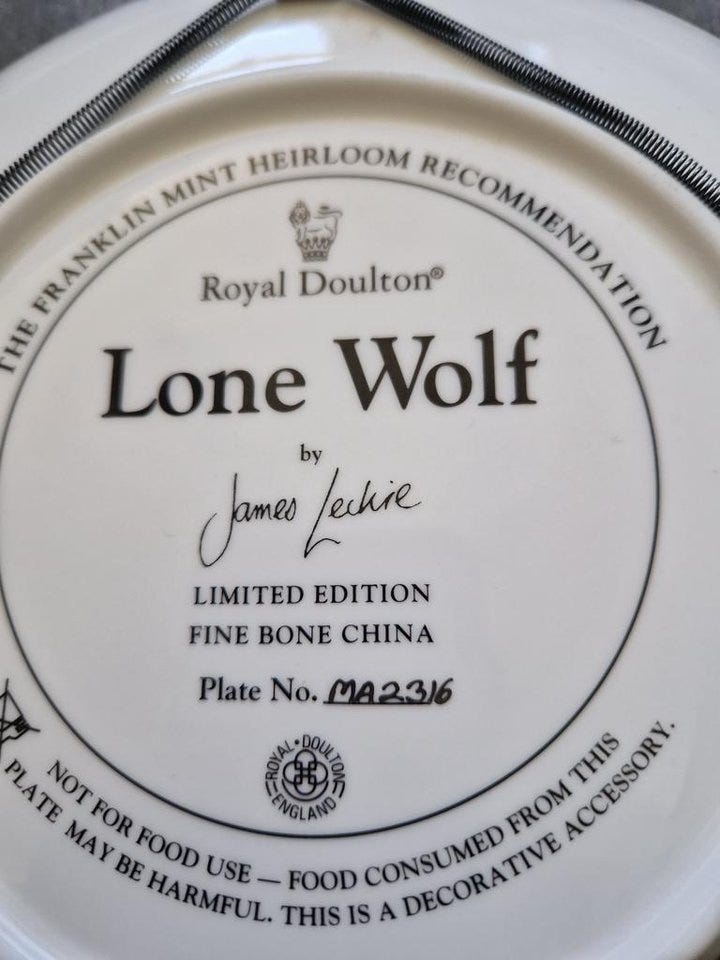 THE FRANKLIN MINT HEIRLOOM RECOMMENDATION
Royal Doulton®
Lone Wolf
by
James Leckie
LIMITED EDITION
FINE BONE CHINA
Plate No. MA2316
ROYAL • DOULTON
ENGLAND
NOT FOR FOOD USE — FOOD CONSUMED FROM THIS
PLATE MAY BE HARMFUL. THIS IS A DECORATIVE ACCESSORY.